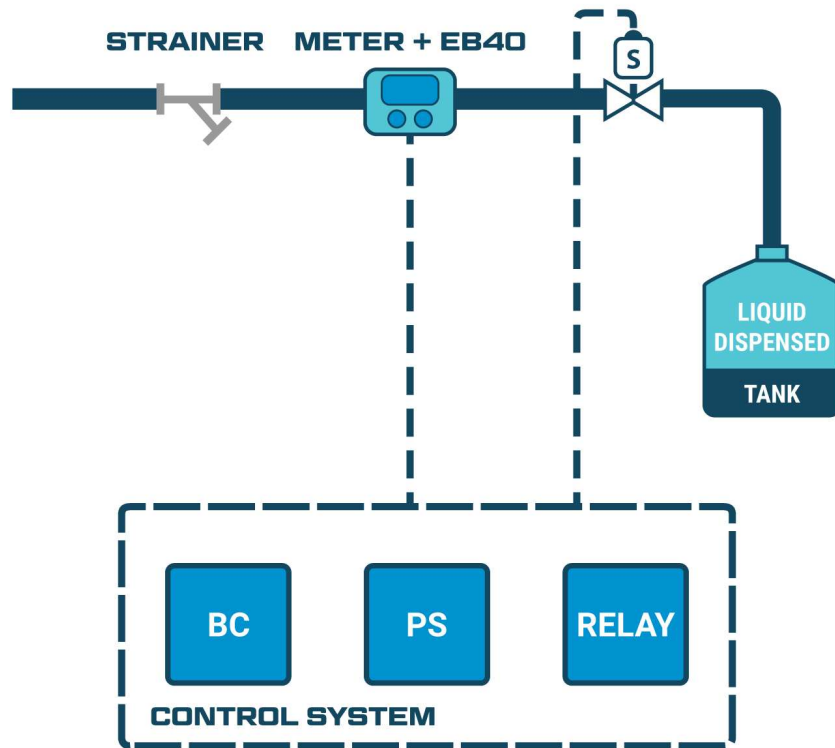 STRAINER
METER + EB40
S
LIQUID
DISPENSED
TANK
BC
PS
RELAY
CONTROL SYSTEM